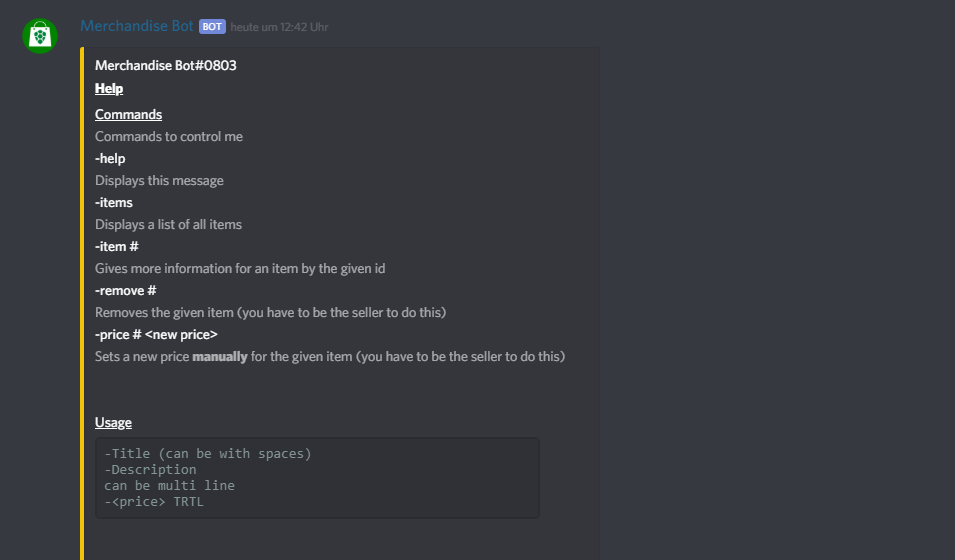 Merchandise Bot BOT heute um 12:42 Uhr
Merchandise Bot#0803
Help
Commands
Commands to control me
-help
Displays this message
-items
Displays a list of all items
-item #
Gives more information for an item by the given id
-remove #
Removes the given item (you have to be the seller to do this)
-price # <new price>
Sets a new price manually for the given item (you have to be the seller to do this)
Usage
-Title (can be with spaces)
-Description
can be multi line
-<price> TRTL